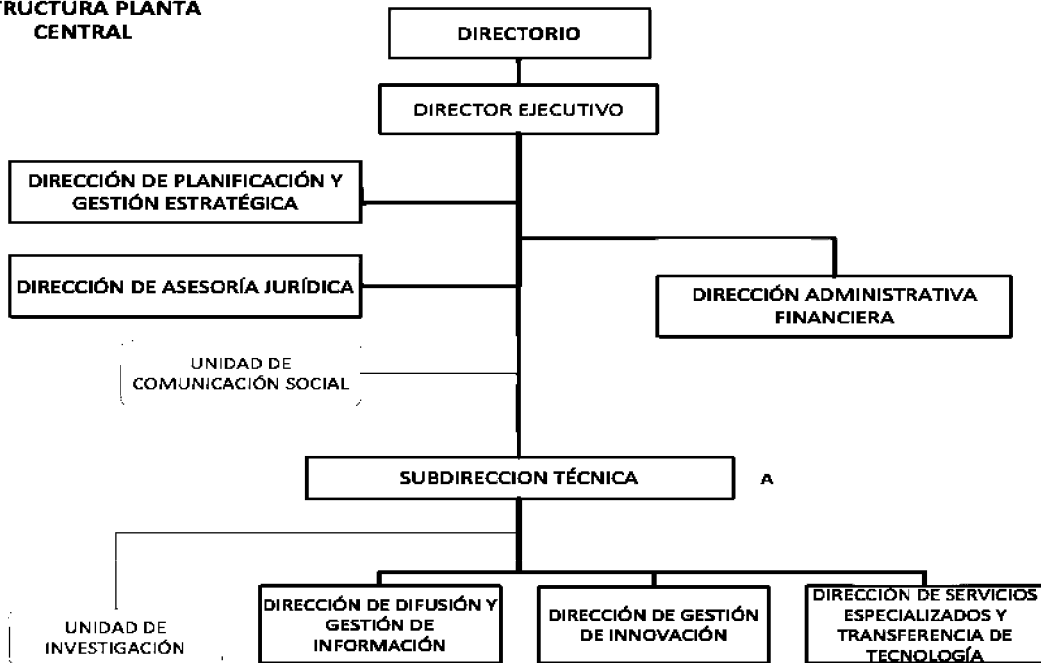 TRUCTURA PLANTA
CENTRAL
DIRECTORIO
DIRECTOR EJECUTIVO
DIRECCIÓN DE PLANIFICACIÓN Y
GESTIÓN ESTRATÉGICA
DIRECCIÓN DE ASESORÍA JURÍDICA
DIRECCIÓN ADMINISTRATIVA
FINANCIERA
UNIDAD DE
COMUNICACIÓN SOCIAL
SUBDIRECCION TÉCNICA
A
UNIDAD DE
INVESTIGACIÓN
DIRECCIÓN DE DIFUSIÓN Y
GESTIÓN DE
INFORMACIÓN
DIRECCIÓN DE GESTIÓN
DE INNOVACIÓN
DIRECCIÓN DE SERVICIOS
ESPECIALIZADOS Y
TRANSFERENCIA DE
TECNOLOGÍA